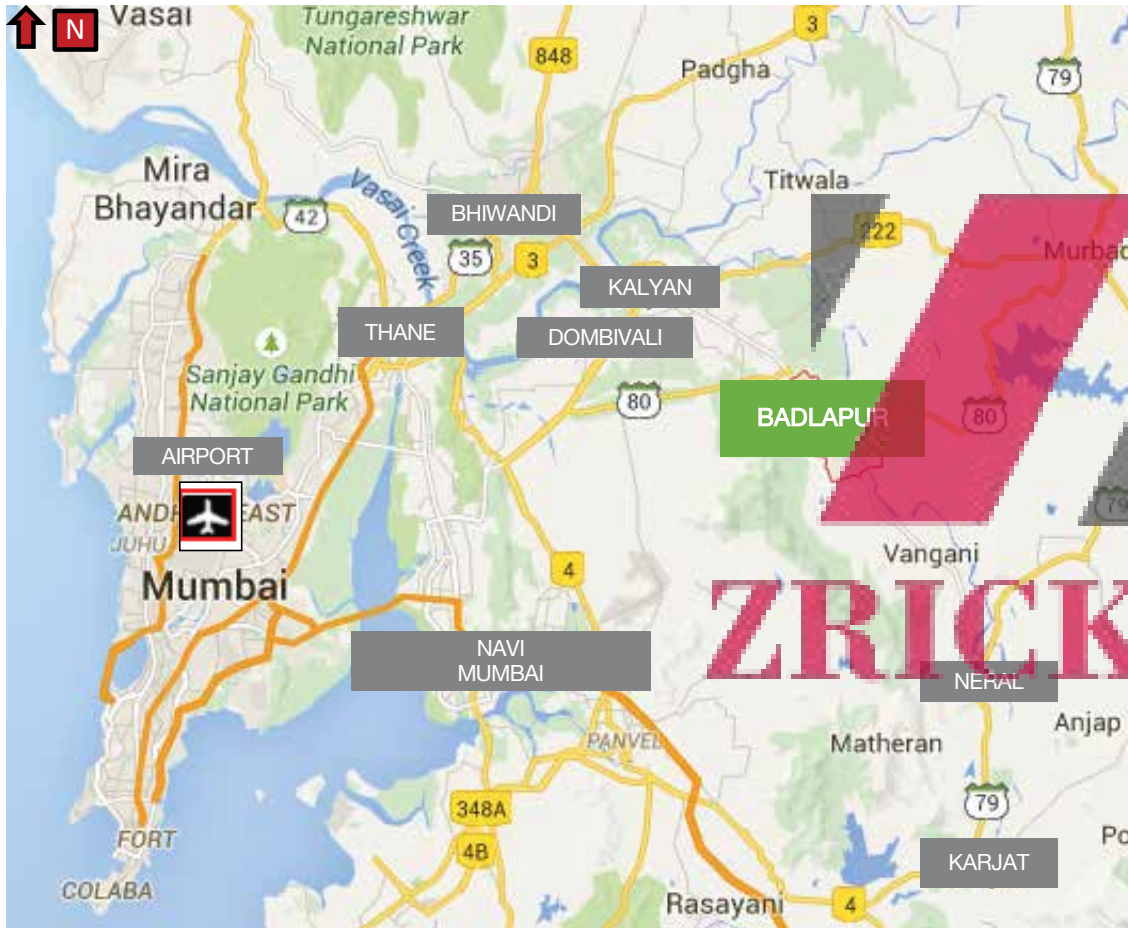 N
Vasai
Tungareshwar
National Park
848
3
Padgha
79
Mira
Bhayandar
42
Vasai Creek
BHIWANDI
35
3
Titwala
222
Murbad
KALYAN
THANE
DOMBIVALI
Sanjay Gandhi
National Park
80
BADLAPUR
80
AIRPORT
EAST
JUHU
79
Mumbai
4
Vangani
ZRICK
NAVI
MUMBAI
NERAL
PANVEL
Matheran
Anjap
348A
79
FORT
4B
KARJAT
COLABA
Rasayani
4